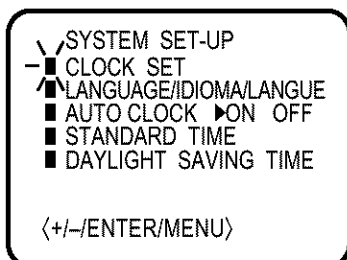 SYSTEM SET-UP
CLOCK SET
LANGUAGE/IDIOMA/LANGUE
AUTO CLOCK ▶ON OFF
STANDARD TIME
DAYLIGHT SAVING TIME
⟨+/–/ENTER/MENU⟩